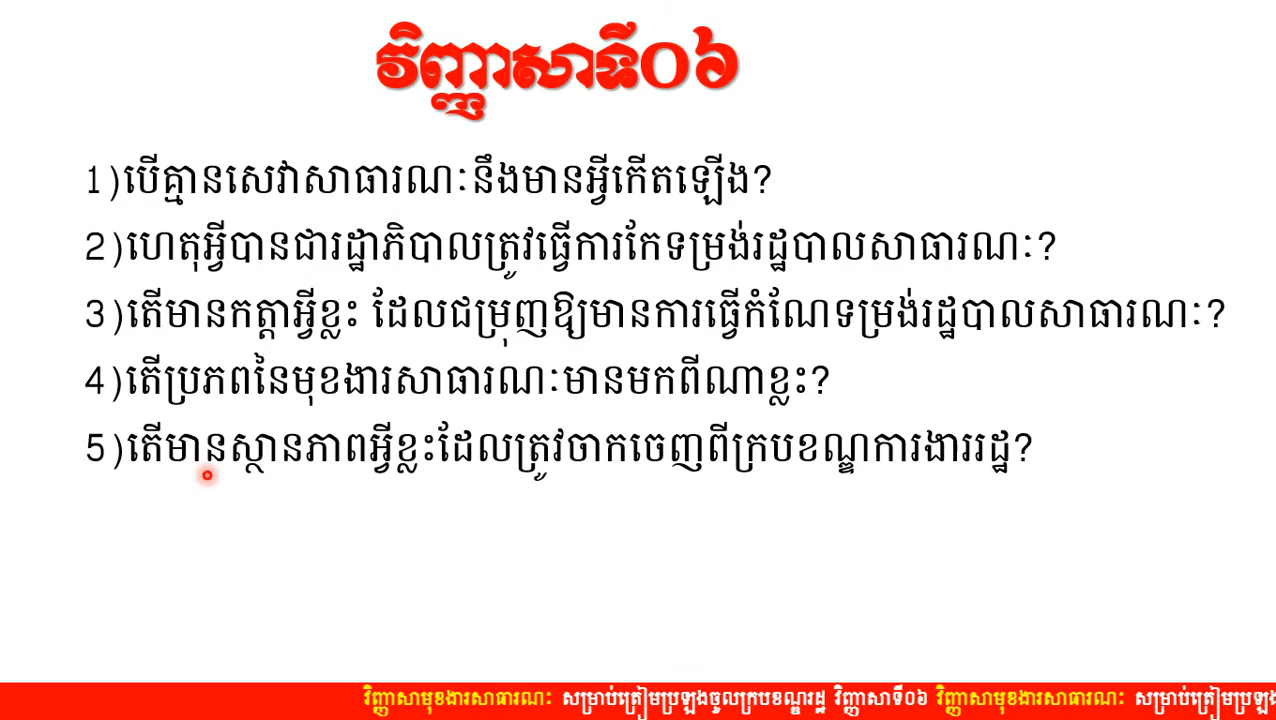 វិញ្ញាសាទី០៦
1)បើគ្មានសេវាសាធារណៈនឹងមានអ្វីកើតឡើង?
2)ហេតុអ្វីបានជារដ្ឋាភិបាលត្រូវធ្វើការកែទម្រង់រដ្ឋបាលសាធារណៈ?
3)តើមានកត្តាអ្វីខ្លះ ដែលជម្រុញឱ្យមានការធ្វើកំណែទម្រង់រដ្ឋបាលសាធារណៈ?
4)តើប្រភពនៃមុខងារសាធារណៈមានមកពីណាខ្លះ?
5)តើមានស្ថានភាពអ្វីខ្លះដែលត្រូវចាកចេញពីក្របខណ្ឌការងាររដ្ឋ?
វិញ្ញាសាមុខងារសាធារណៈ សម្រាប់ត្រៀមប្រឡងចូលក្របខណ្ឌរដ្ឋ វិញ្ញាសាទី០៦ វិញ្ញាសាមុខងារសាធារណៈ សម្រាប់ត្រៀមប្រឡង